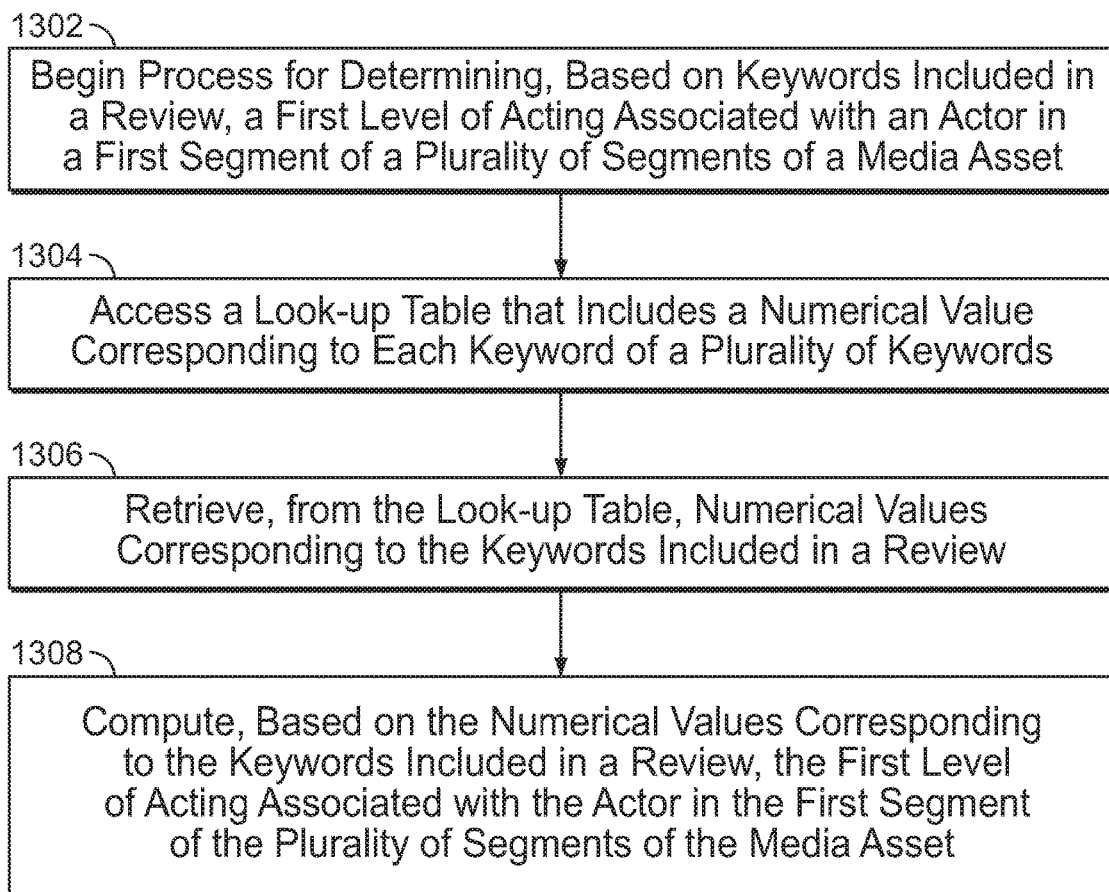 1302
Begin Process for Determining, Based on Keywords Included in
a Review, a First Level of Acting Associated with an Actor in
a First Segment of a Plurality of Segments of a Media Asset
1304
Access a Look-up Table that Includes a Numerical Value
Corresponding to Each Keyword of a Plurality of Keywords
1306
Retrieve, from the Look-up Table, Numerical Values
Corresponding to the Keywords Included in a Review
1308
Compute, Based on the Numerical Values Corresponding
to the Keywords Included in a Review, the First Level
of Acting Associated with the Actor in the First Segment
of the Plurality of Segments of the Media Asset